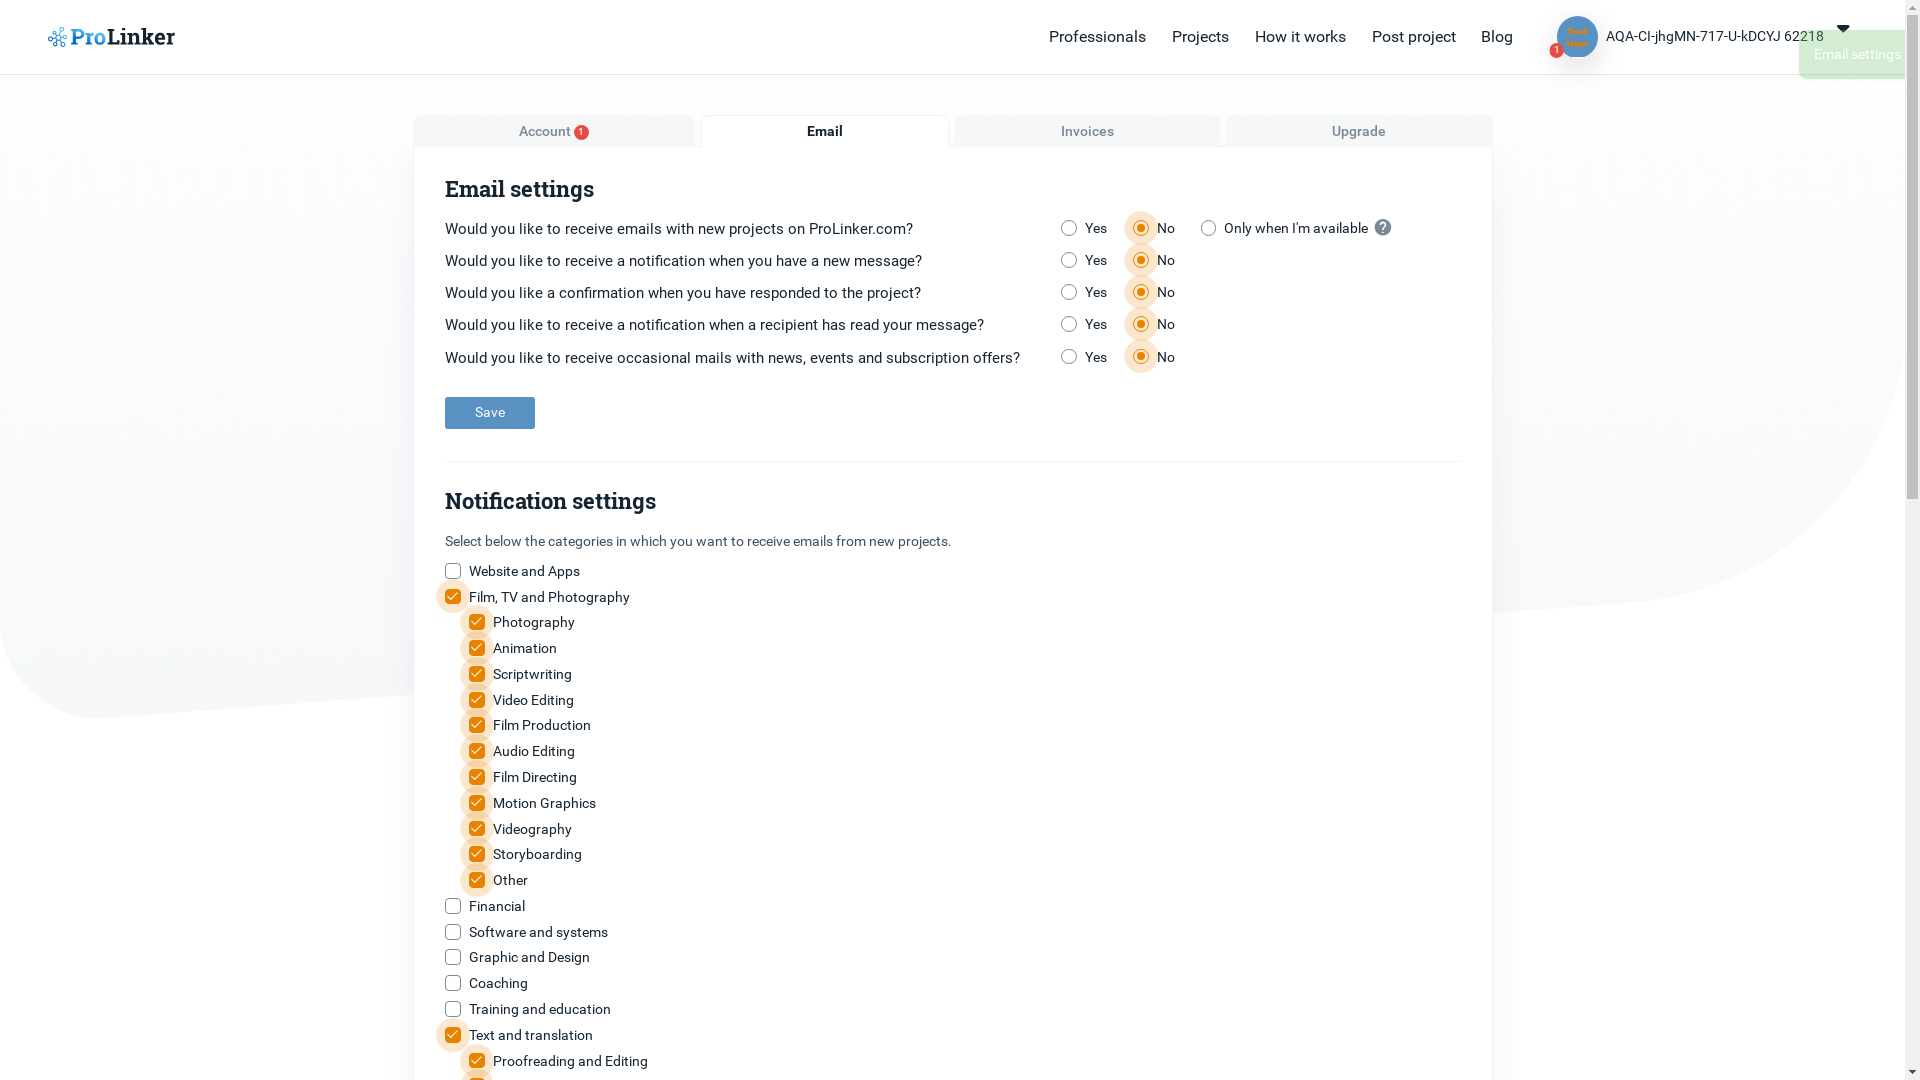 ProLinker
Professionals
Projects
How it works
Post project
Blog
1
AQA-CI-jhgMN-717-U-kDCYJ 62218
Email settings
Account 1
Email
Invoices
Upgrade
Email settings
Would you like to receive emails with new projects on ProLinker.com? Yes No Only when I'm available ?
Would you like to receive a notification when you have a new message? Yes No
Would you like a confirmation when you have responded to the project? Yes No
Would you like to receive a notification when a recipient has read your message? Yes No
Would you like to receive occasional mails with news, events and subscription offers? Yes No
Save
Notification settings
Select below the categories in which you want to receive emails from new projects.
Website and Apps
Film, TV and Photography
Photography
Animation
Scriptwriting
Video Editing
Film Production
Audio Editing
Film Directing
Motion Graphics
Videography
Storyboarding
Other
Financial
Software and systems
Graphic and Design
Coaching
Training and education
Text and translation
Proofreading and Editing